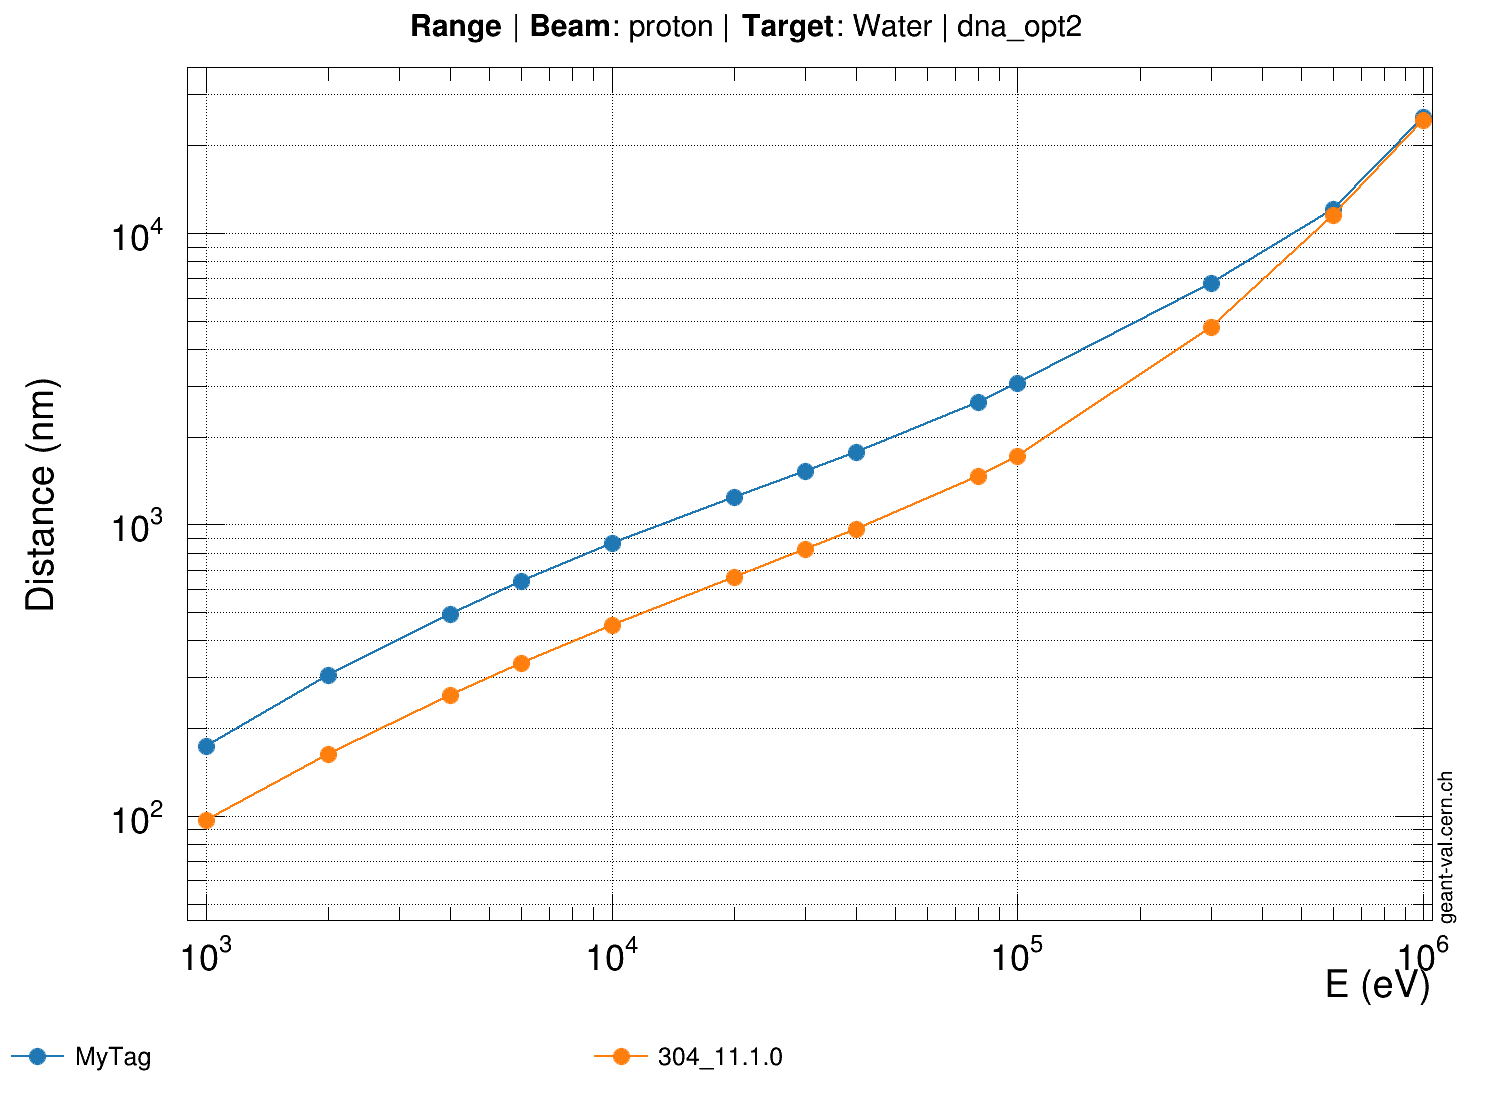 Range | Beam: proton | Target: Water | dna_opt2
Distance (nm)
10^4
10^3
10^2
10^3
10^4
10^5
10^6
E (eV)
geant-val.cern.ch
MyTag
304_11.1.0